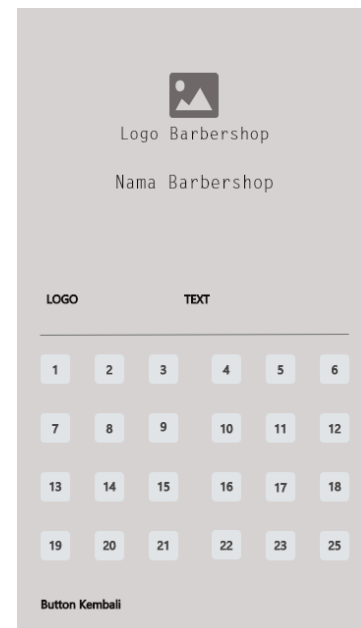 Logo Barbershop
Nama Barbershop
LOGO TEXT
1 2 3 4 5 6
7 8 9 10 11 12
13 14 15 16 17 18
19 20 21 22 23 25
Button Kembali